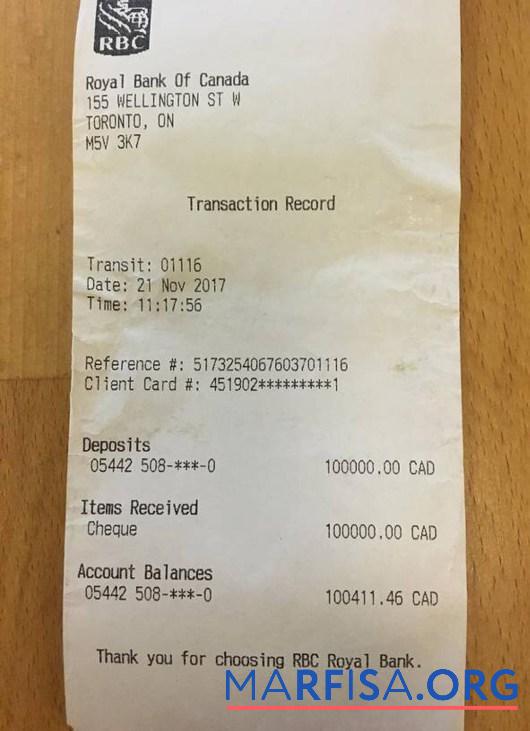 RBC
Royal Bank Of Canada
155 WELLINGTON ST W
TORONTO, ON
M5V 3K7
Transaction Record
Transit: 01116
Date: 21 Nov 2017
Time: 11:17:56
Reference #: 5173254067603701116
Client Card #: 451902*********1
Deposits
05442 508-***-0 100000.00 CAD
Items Received
Cheque 100000.00 CAD
Account Balances
05442 508-***-0 100411.46 CAD
Thank you for choosing RBC Royal Bank.
MARFISA.ORG